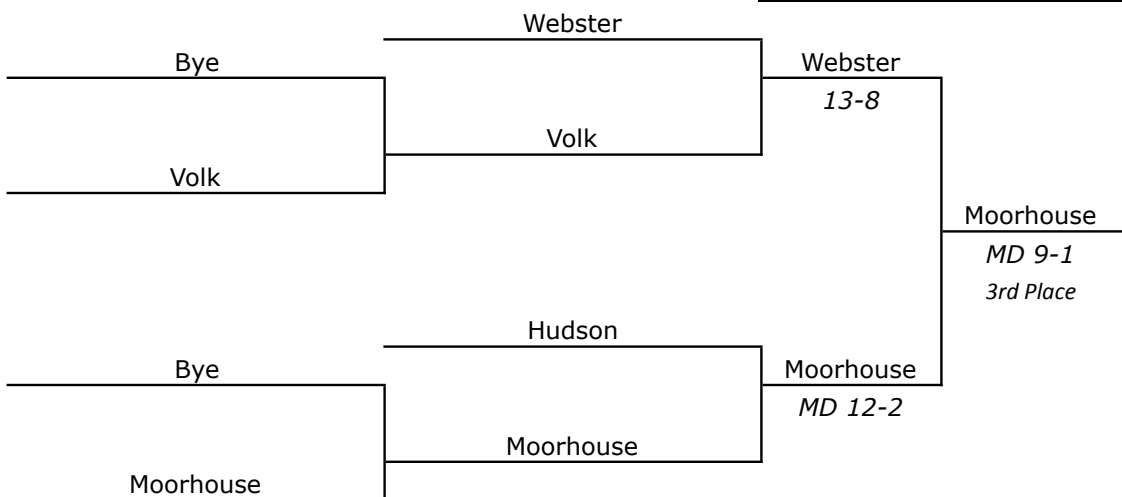 Webster
Bye
Webster
13-8
Volk
Volk
Moorhouse
MD 9-1
3rd Place
Hudson
Bye
Moorhouse
MD 12-2
Moorhouse
Moorhouse